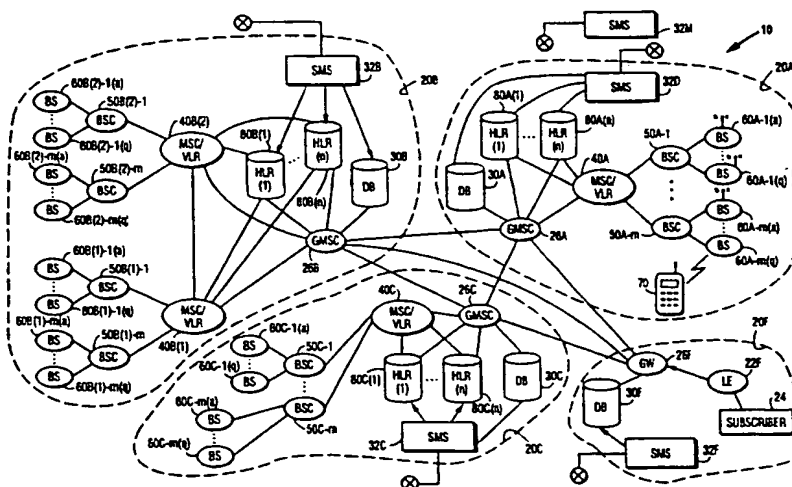 10
SMS
32M
SMS
32B
20B
SMS
32D
20A
60B(2)-1(a)
BS
50B(2)-1
BSC
BS
60B(2)-1(q)
60B(2)-m(a)
50B(2)-m
BS
BSC
BS
60B(2)-m(q)
40B(2)
MSC/
VLR
80B(1)
HLR
(1)
HLR
(n)
80B(n)
30B
DB
80A(1)
HLR
(1)
HLR
(n)
80A(n)
DB
30A
40A
MSC/
VLR
50A-1
BSC
60A-1(a)
BS
BS
60A-1(q)
50A-m
BSC
BS
60A-m(a)
BS
60A-m(q)
70
GMSC
26B
GMSC
26A
60B(1)-1(a)
BS
50B(1)-1
BSC
BS
60B(1)-1(q)
60B(1)-m(a)
50B(1)-m
BS
BSC
BS
60B(1)-m(q)
MSC/
VLR
40B(1)
40C
MSC/
VLR
26C
GMSC
60C-1(a)
BS
50C-1
BSC
BS
60C-1(q)
60C-m(a)
BS
BSC
50C-m
BS
60C-m(q)
80C(1)
HLR
(1)
HLR
(n)
80C(n)
DB
30C
SMS
32C
20C
GW
26F
22F
LE
20F
24
SUBSCRIBER
DB
30F
SMS
32F